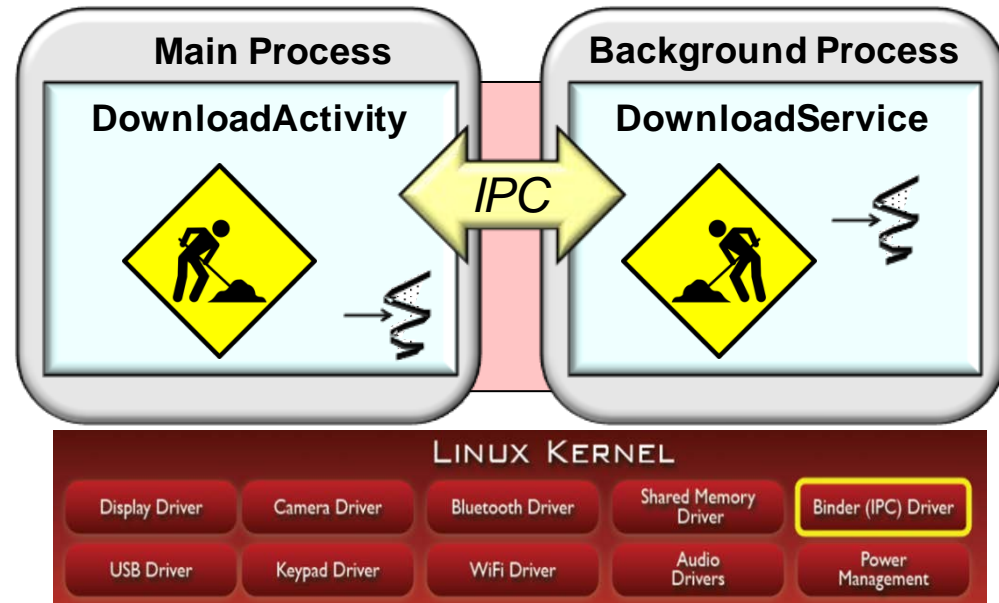 Main Process
Background Process
DownloadActivity
DownloadService
IPC
LINUX KERNEL
Display Driver
Camera Driver
Bluetooth Driver
Shared Memory
Driver
Binder (IPC) Driver
USB Driver
Keypad Driver
WiFi Driver
Audio
Drivers
Power
Management